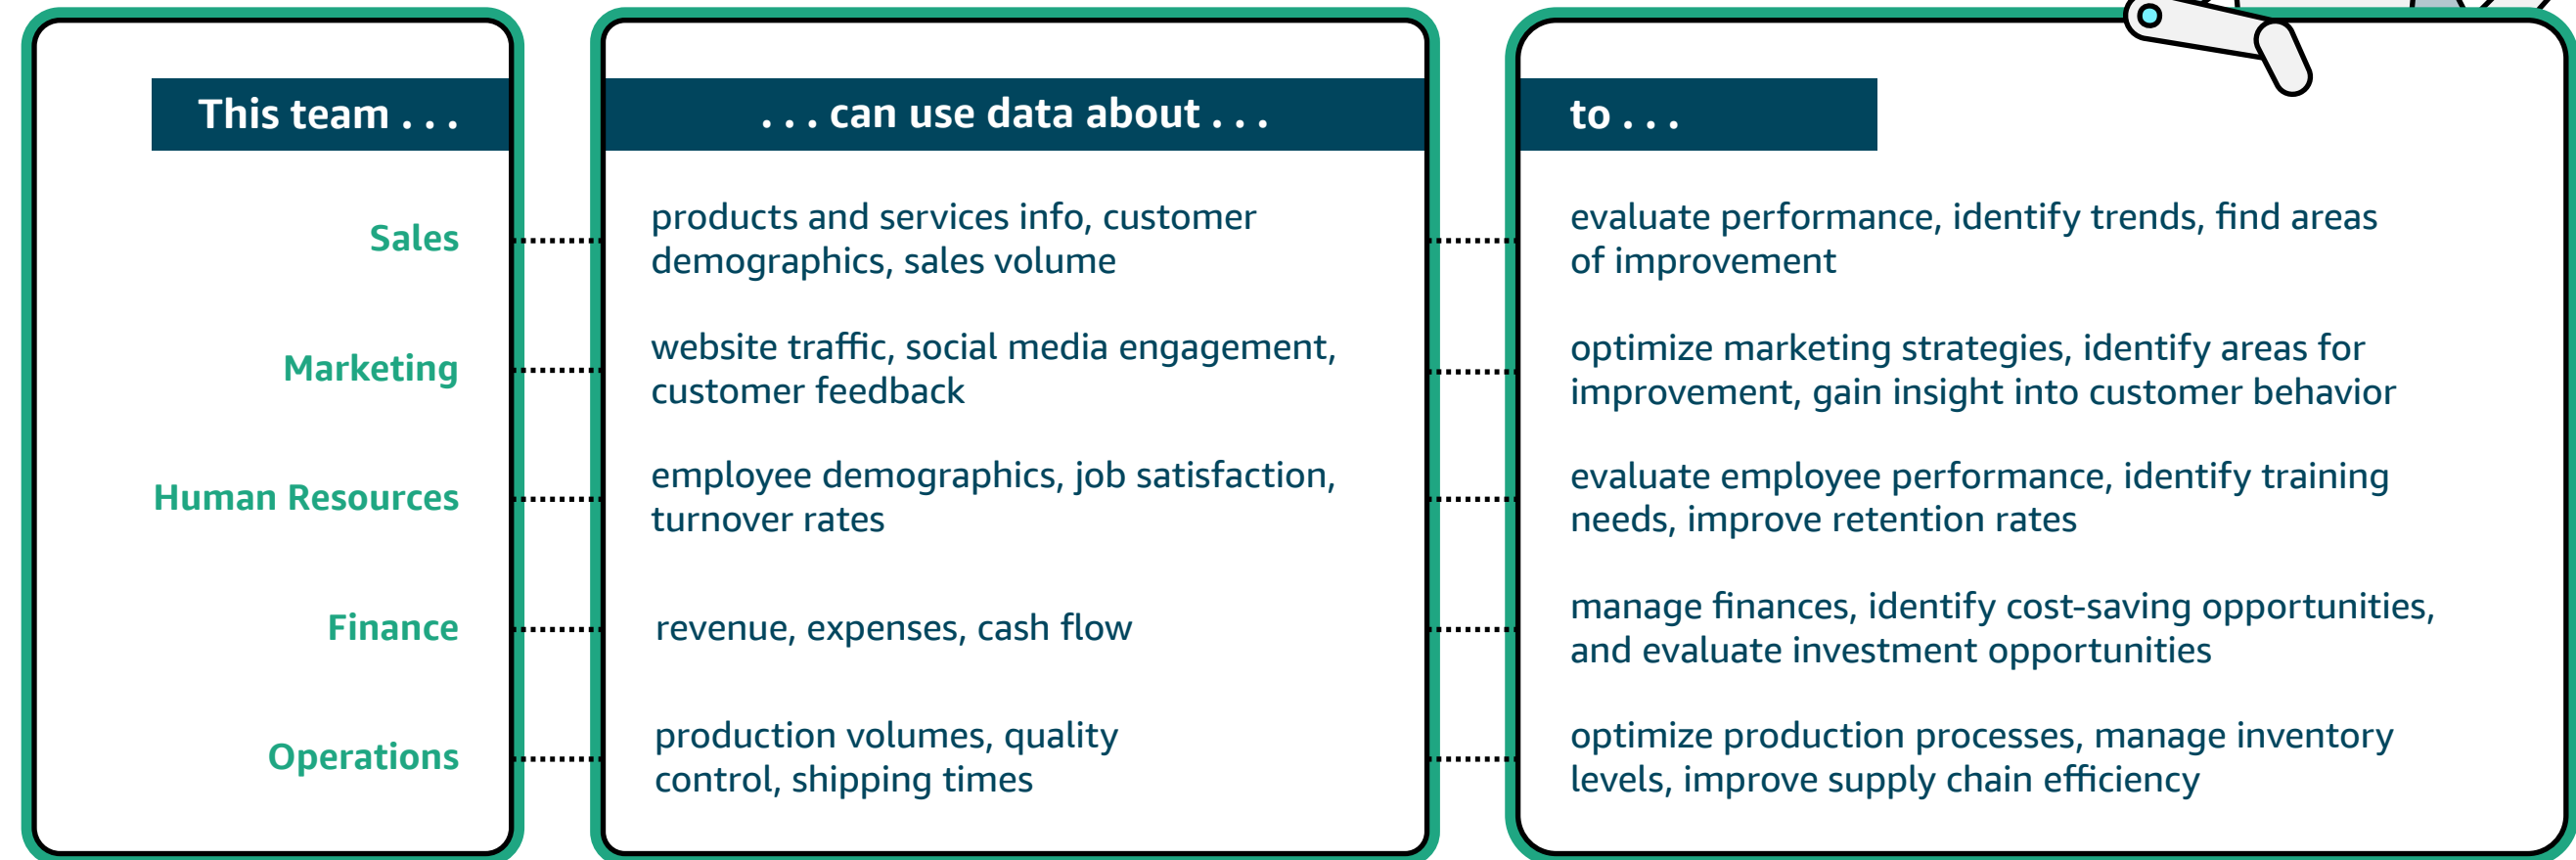 This team . . .
. . . can use data about . . .
to . . .
Sales
products and services info, customer
demographics, sales volume
evaluate performance, identify trends, find areas
of improvement
Marketing
website traffic, social media engagement,
customer feedback
optimize marketing strategies, identify areas for
improvement, gain insight into customer behavior
Human Resources
employee demographics, job satisfaction,
turnover rates
evaluate employee performance, identify training
needs, improve retention rates
Finance
revenue, expenses, cash flow
manage finances, identify cost-saving opportunities,
and evaluate investment opportunities
Operations
production volumes, quality
control, shipping times
optimize production processes, manage inventory
levels, improve supply chain efficiency